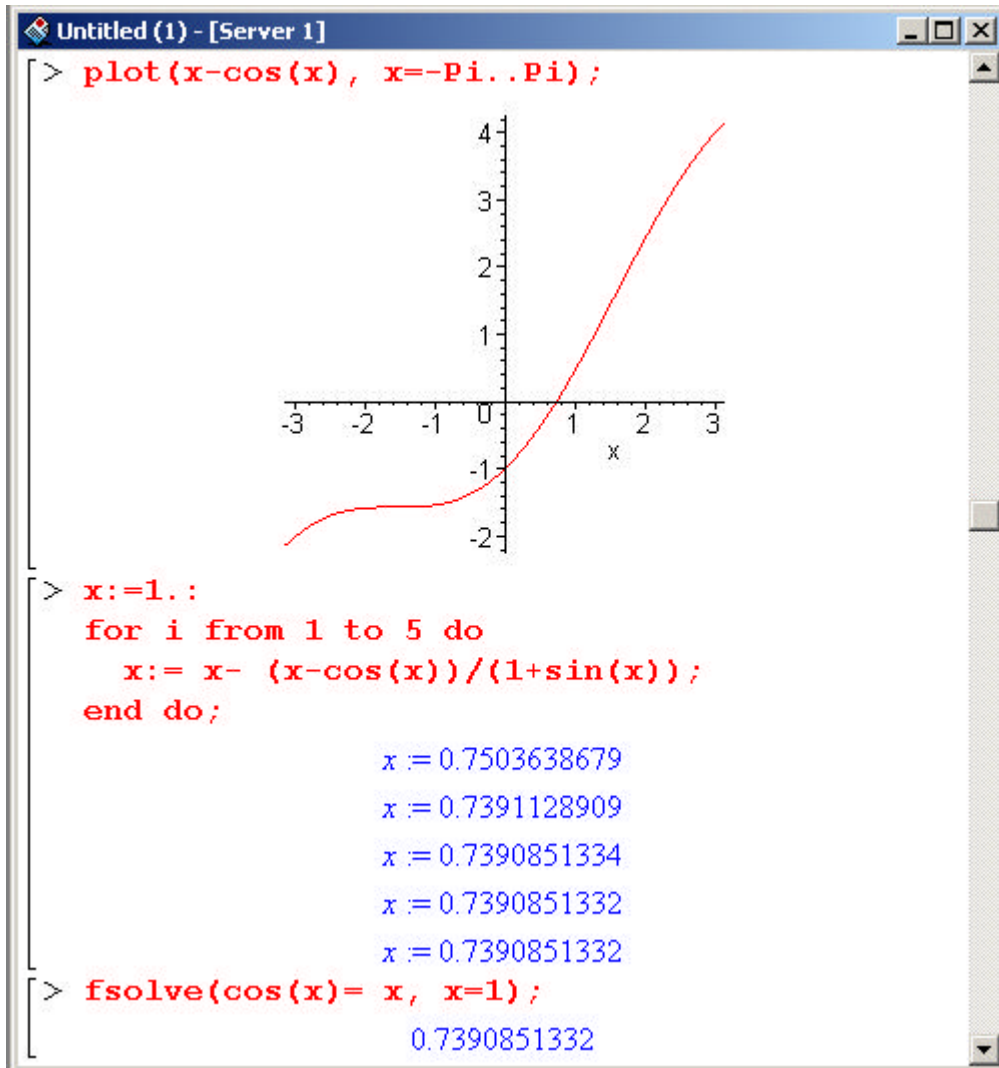 Untitled (1) - [Server 1]
> plot(x-cos(x), x=-Pi..Pi);
4
3
2
1
-3 -2 -1 0 1 2 3
x
-1
-2
> x:=1.:
for i from 1 to 5 do
x:= x- (x-cos(x))/(1+sin(x));
end do;
x := 0.7503638679
x := 0.7391128909
x := 0.7390851334
x := 0.7390851332
x := 0.7390851332
> fsolve(cos(x)= x, x=1);
0.7390851332